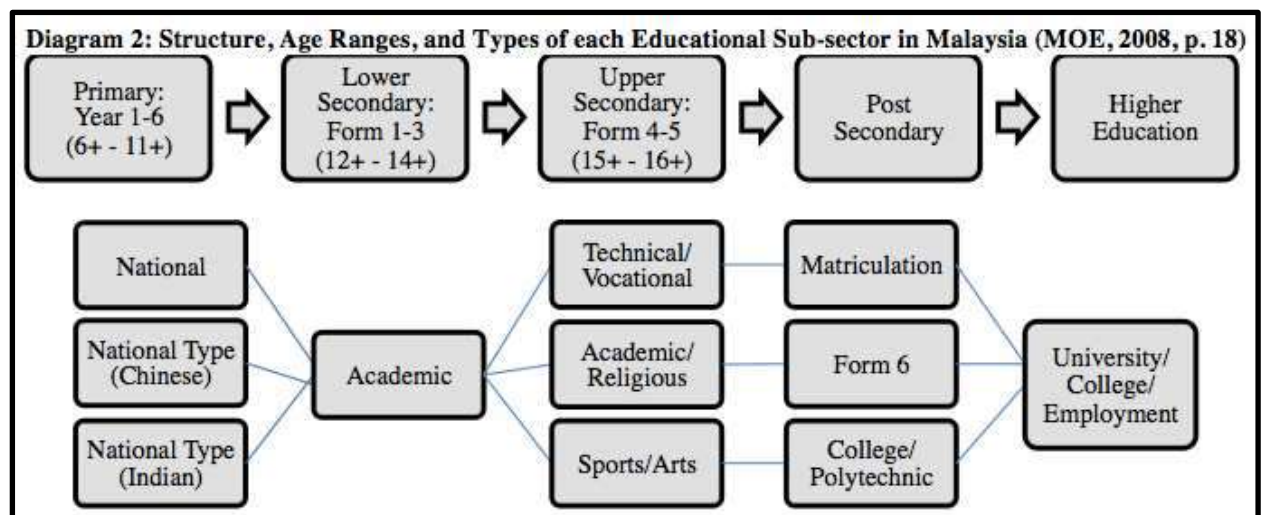 Diagram 2: Structure, Age Ranges, and Types of each Educational Sub-sector in Malaysia (MOE, 2008, p. 18)
Primary:
Year 1-6
(6+ - 11+)
Lower
Secondary:
Form 1-3
(12+ - 14+)
Upper
Secondary:
Form 4-5
(15+ - 16+)
Post
Secondary
Higher
Education
National
National Type
(Chinese)
National Type
(Indian)
Academic
Technical/
Vocational
Academic/
Religious
Sports/Arts
Matriculation
Form 6
College/
Polytechnic
University/
College/
Employment